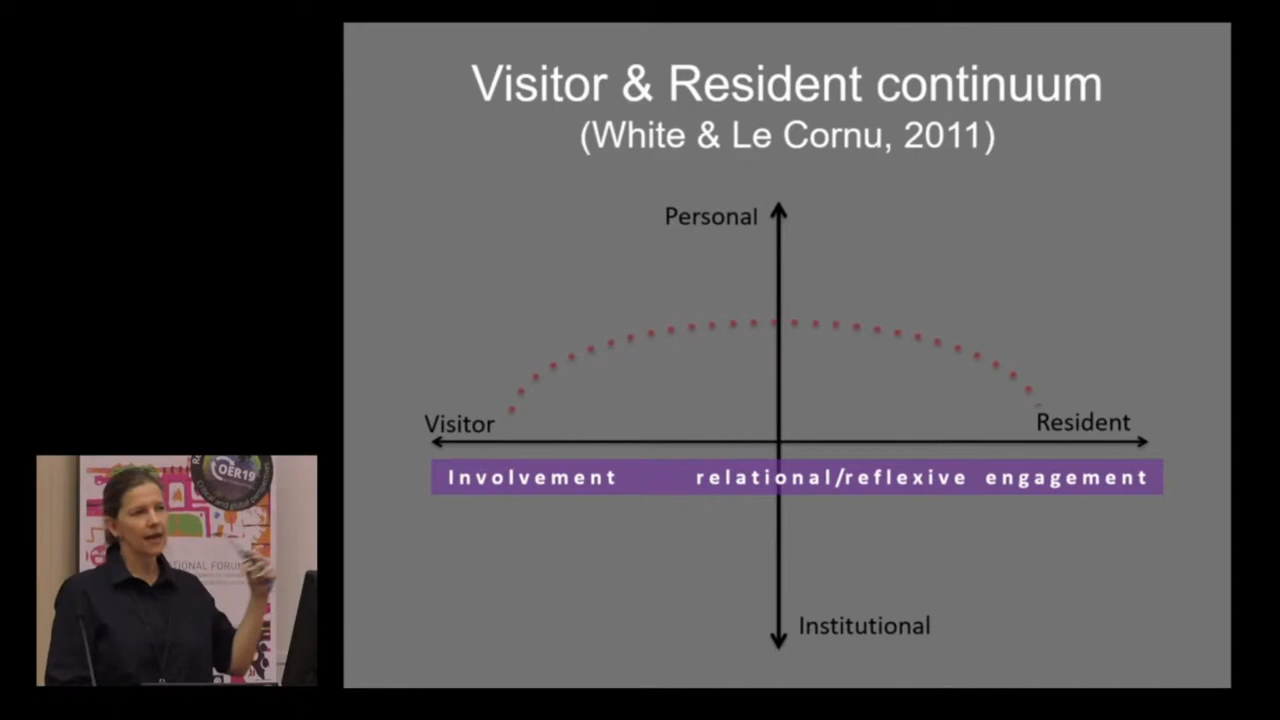 Visitor & Resident continuum
(White & Le Cornu, 2011)
Personal
Visitor
Resident
Involvement relational/reflexive engagement
Institutional
OER19